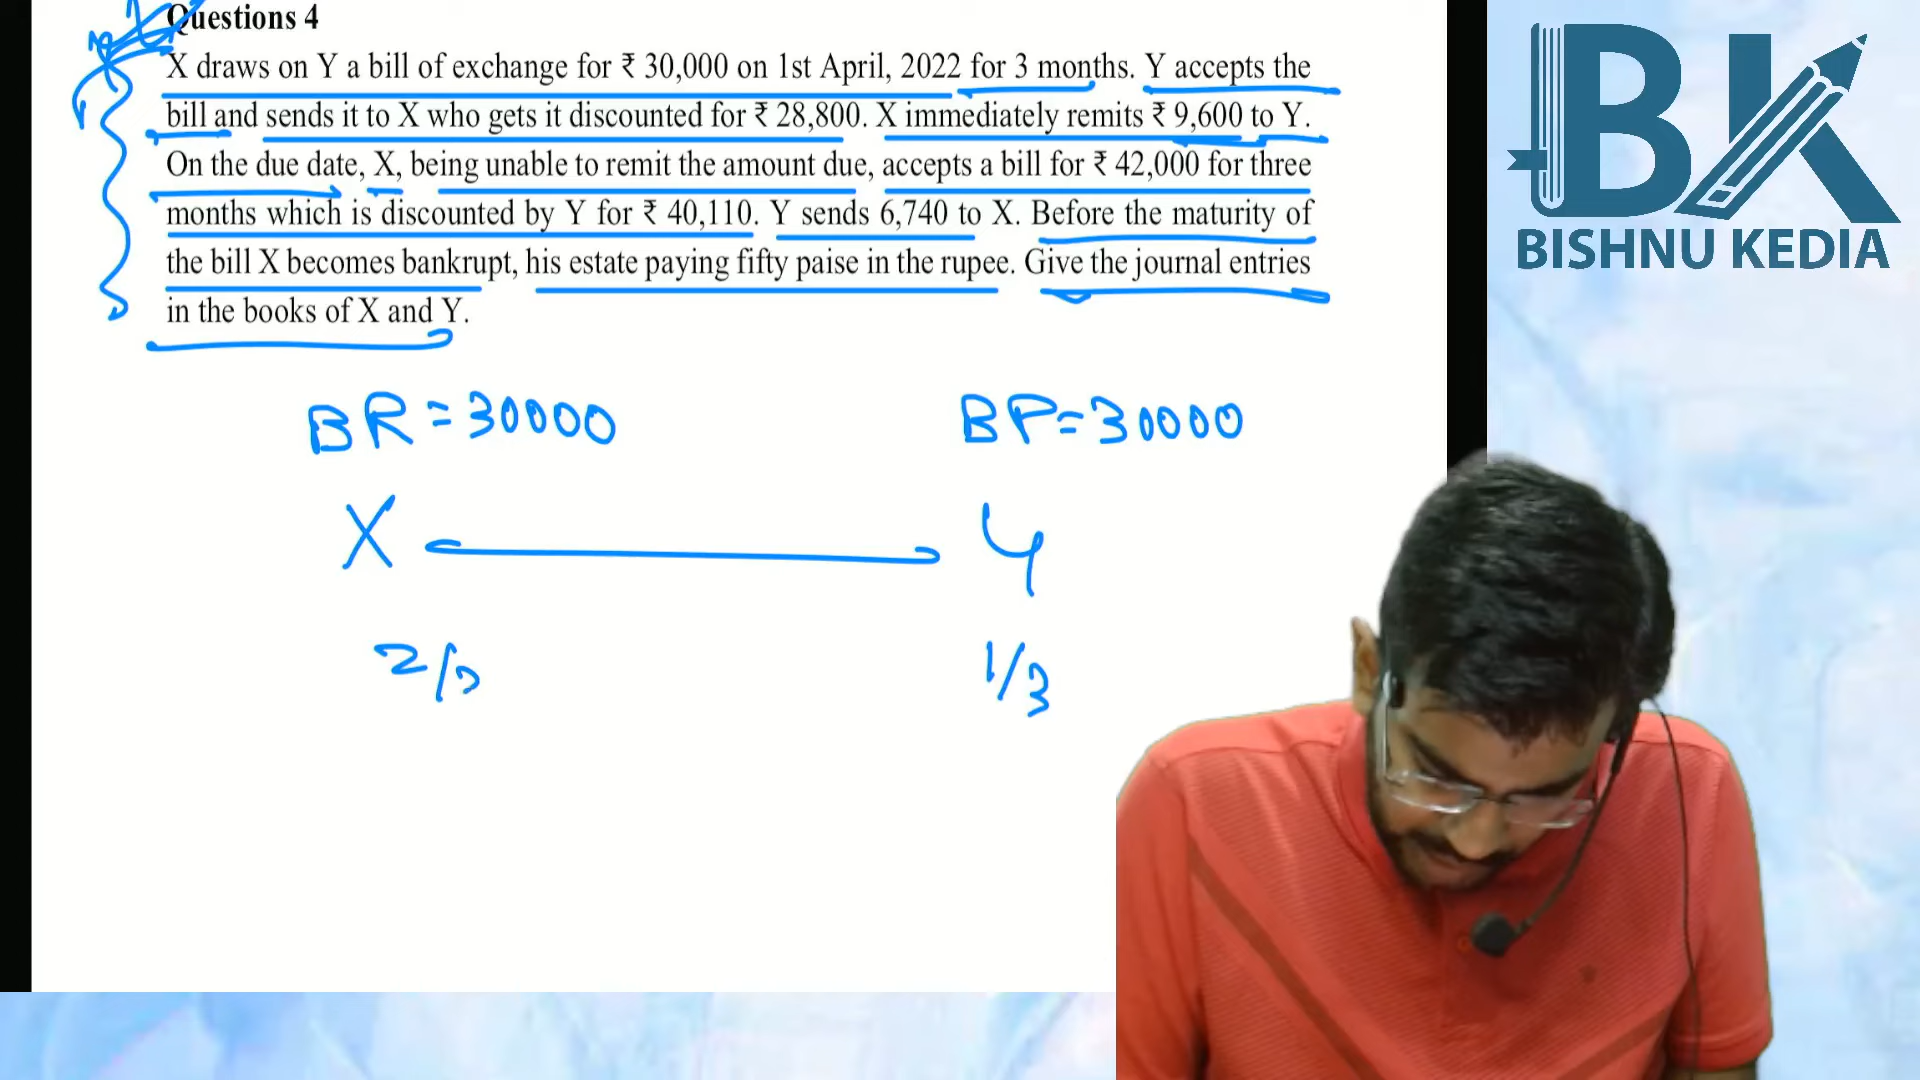 Questions 4
X draws on Y a bill of exchange for ₹ 30,000 on 1st April, 2022 for 3 months. Y accepts the
bill and sends it to X who gets it discounted for ₹ 28,800. X immediately remits ₹ 9,600 to Y.
On the due date, X, being unable to remit the amount due, accepts a bill for ₹ 42,000 for three
months which is discounted by Y for ₹ 40,110. Y sends 6,740 to X. Before the maturity of
the bill X becomes bankrupt, his estate paying fifty paise in the rupee. Give the journal entries
in the books of X and Y.
BK
BISHNU KEDIA
BR = 30000
BP = 30000
X
Y
2/3
1/3